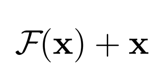 ℱ(𝐱) + 𝐱